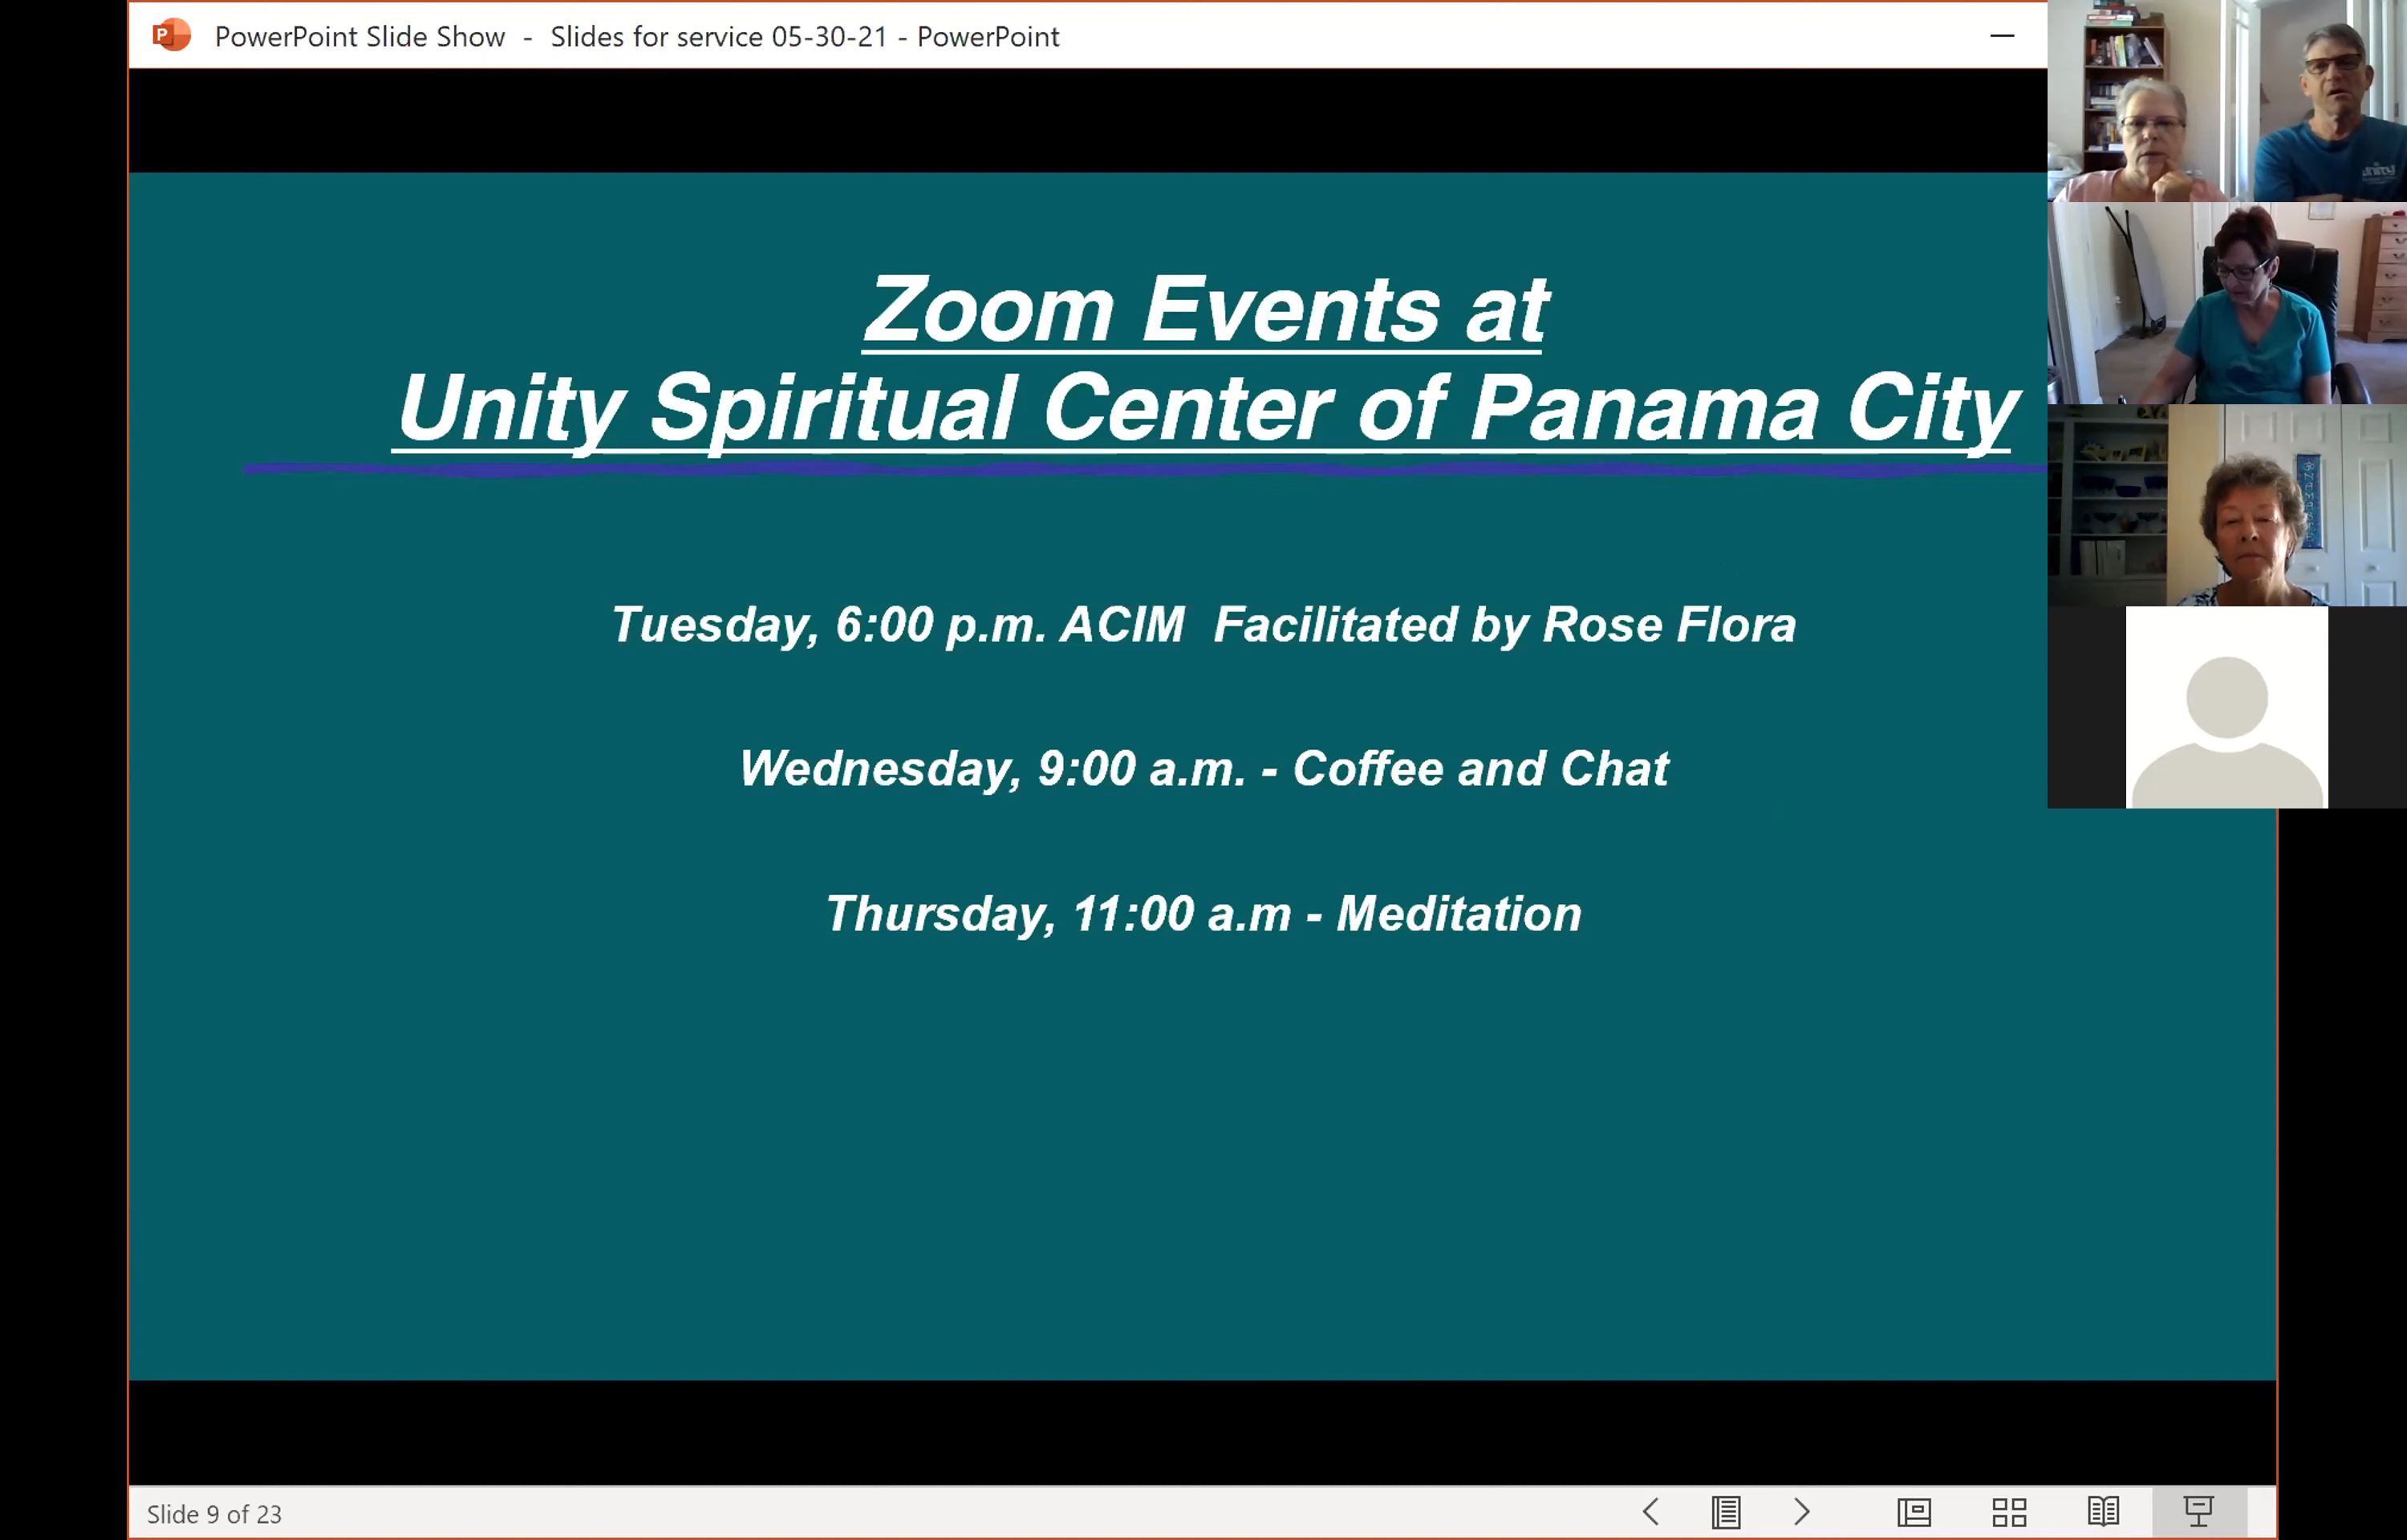 PowerPoint Slide Show - Slides for service 05-30-21 - PowerPoint
Zoom Events at
Unity Spiritual Center of Panama City
Tuesday, 6:00 p.m. ACIM Facilitated by Rose Flora
Wednesday, 9:00 a.m. - Coffee and Chat
Thursday, 11:00 a.m - Meditation
Slide 9 of 23
unity
NAMAS